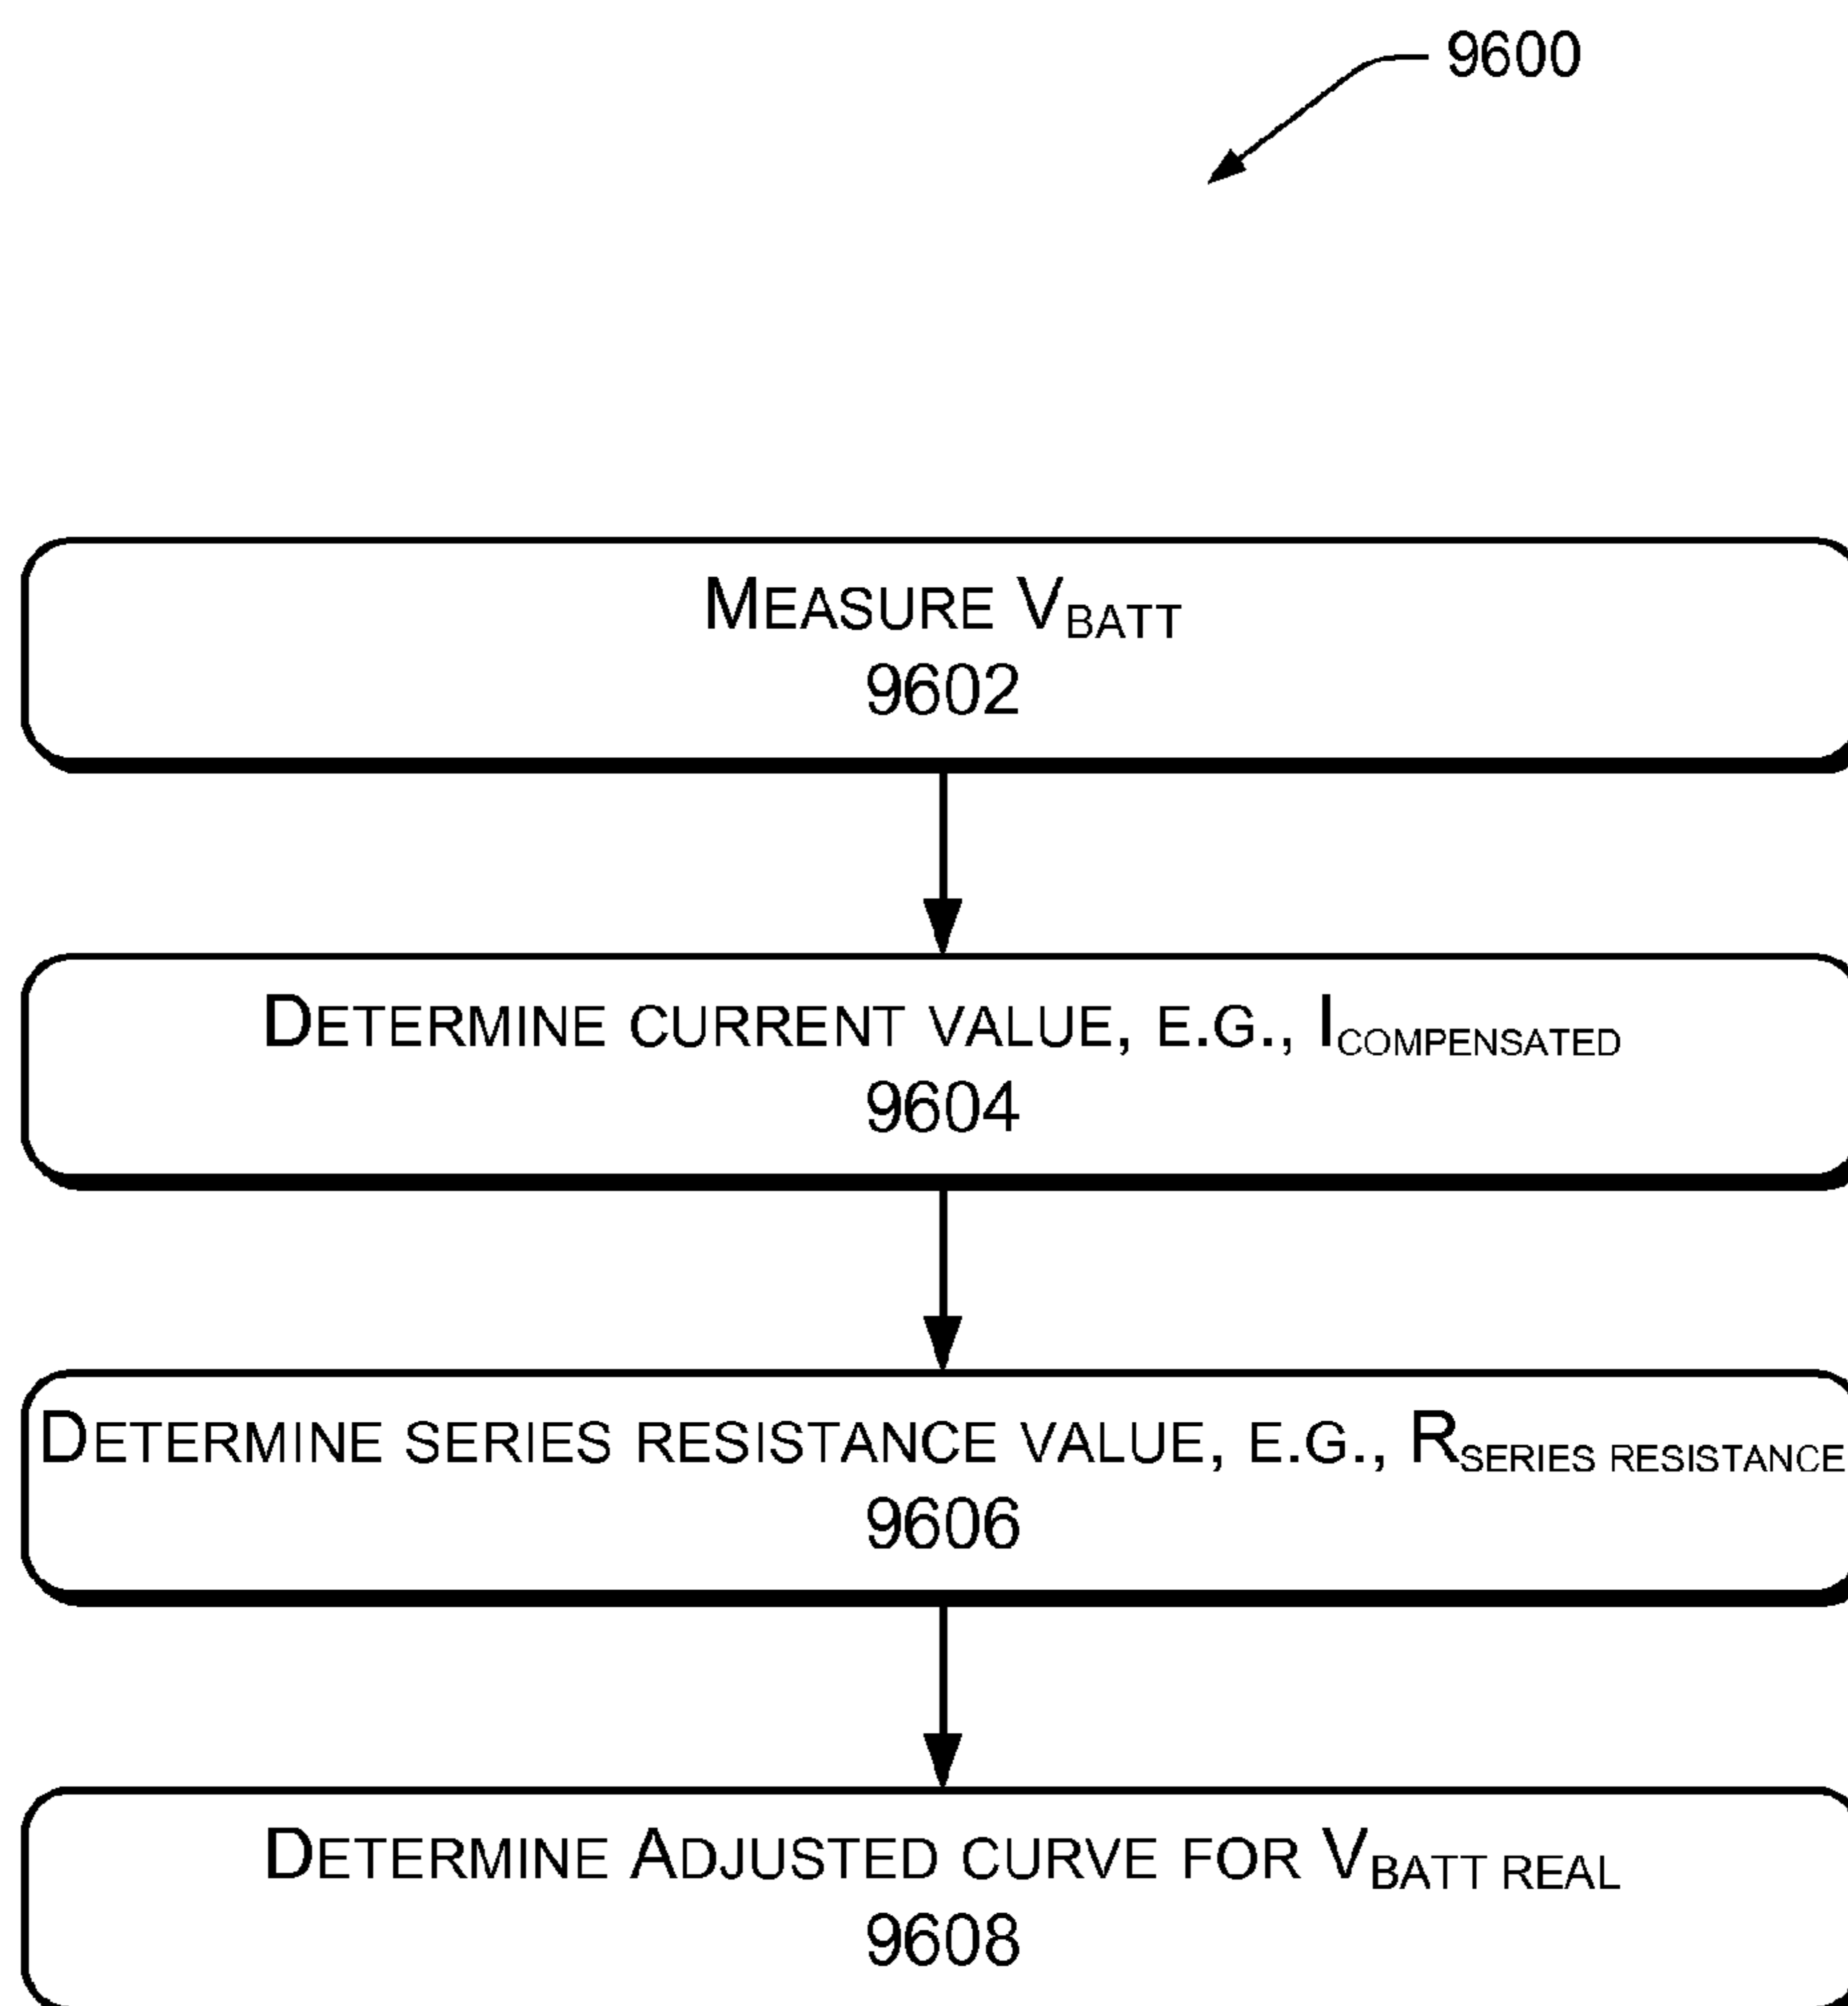 9600
MEASURE VBATT
9602
DETERMINE CURRENT VALUE, E.G., ICOMPENSATED
9604
DETERMINE SERIES RESISTANCE VALUE, E.G., RSERIES RESISTANCE
9606
DETERMINE ADJUSTED CURVE FOR VBATT REAL
9608